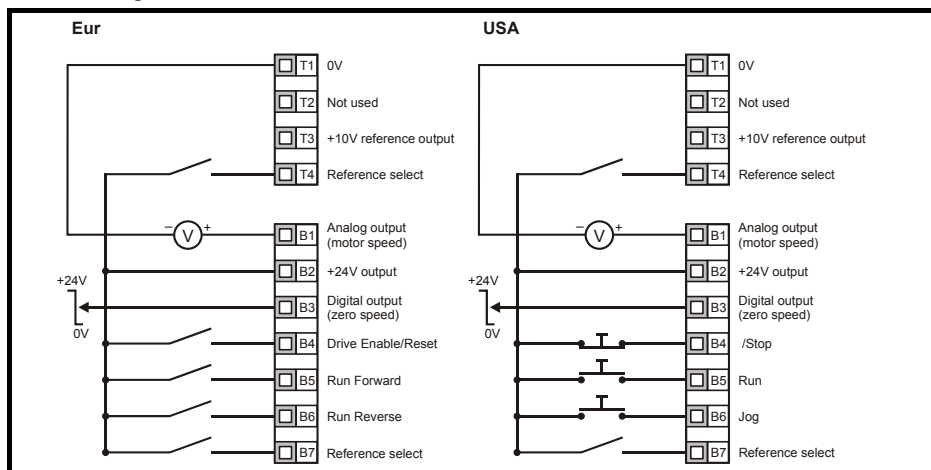 Eur
T1 0V
T2 Not used
T3 +10V reference output
T4 Reference select
− V +
B1 Analog output
(motor speed)
B2 +24V output
+24V
B3 Digital output
(zero speed)
0V
B4 Drive Enable/Reset
B5 Run Forward
B6 Run Reverse
B7 Reference select
USA
T1 0V
T2 Not used
T3 +10V reference output
T4 Reference select
− V +
B1 Analog output
(motor speed)
B2 +24V output
+24V
B3 Digital output
(zero speed)
0V
B4 /Stop
B5 Run
B6 Jog
B7 Reference select